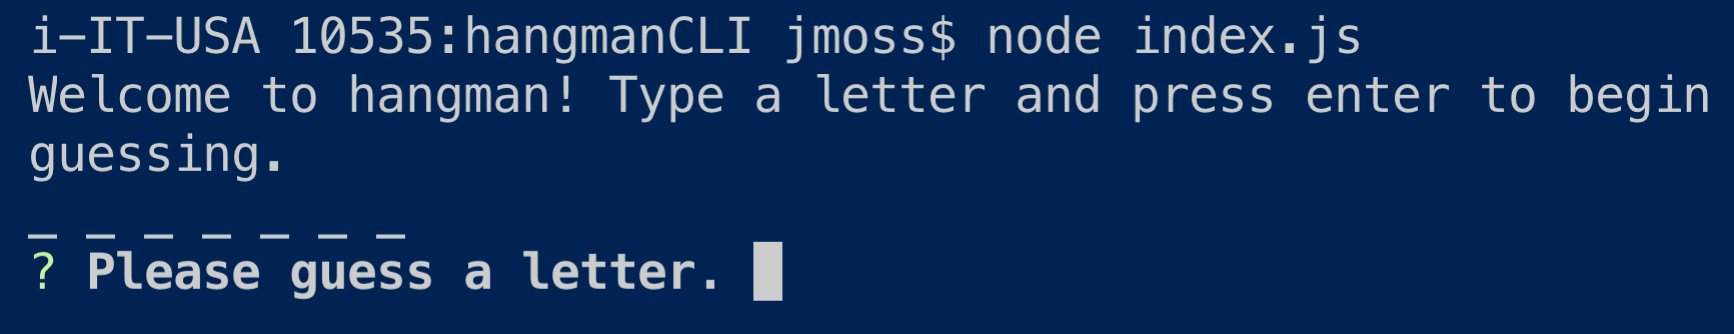 i-IT-USA 10535:hangmanCLI jmoss$ node index.js
Welcome to hangman! Type a letter and press enter to begin
guessing.
_ _ _ _ _ _ _
? Please guess a letter.